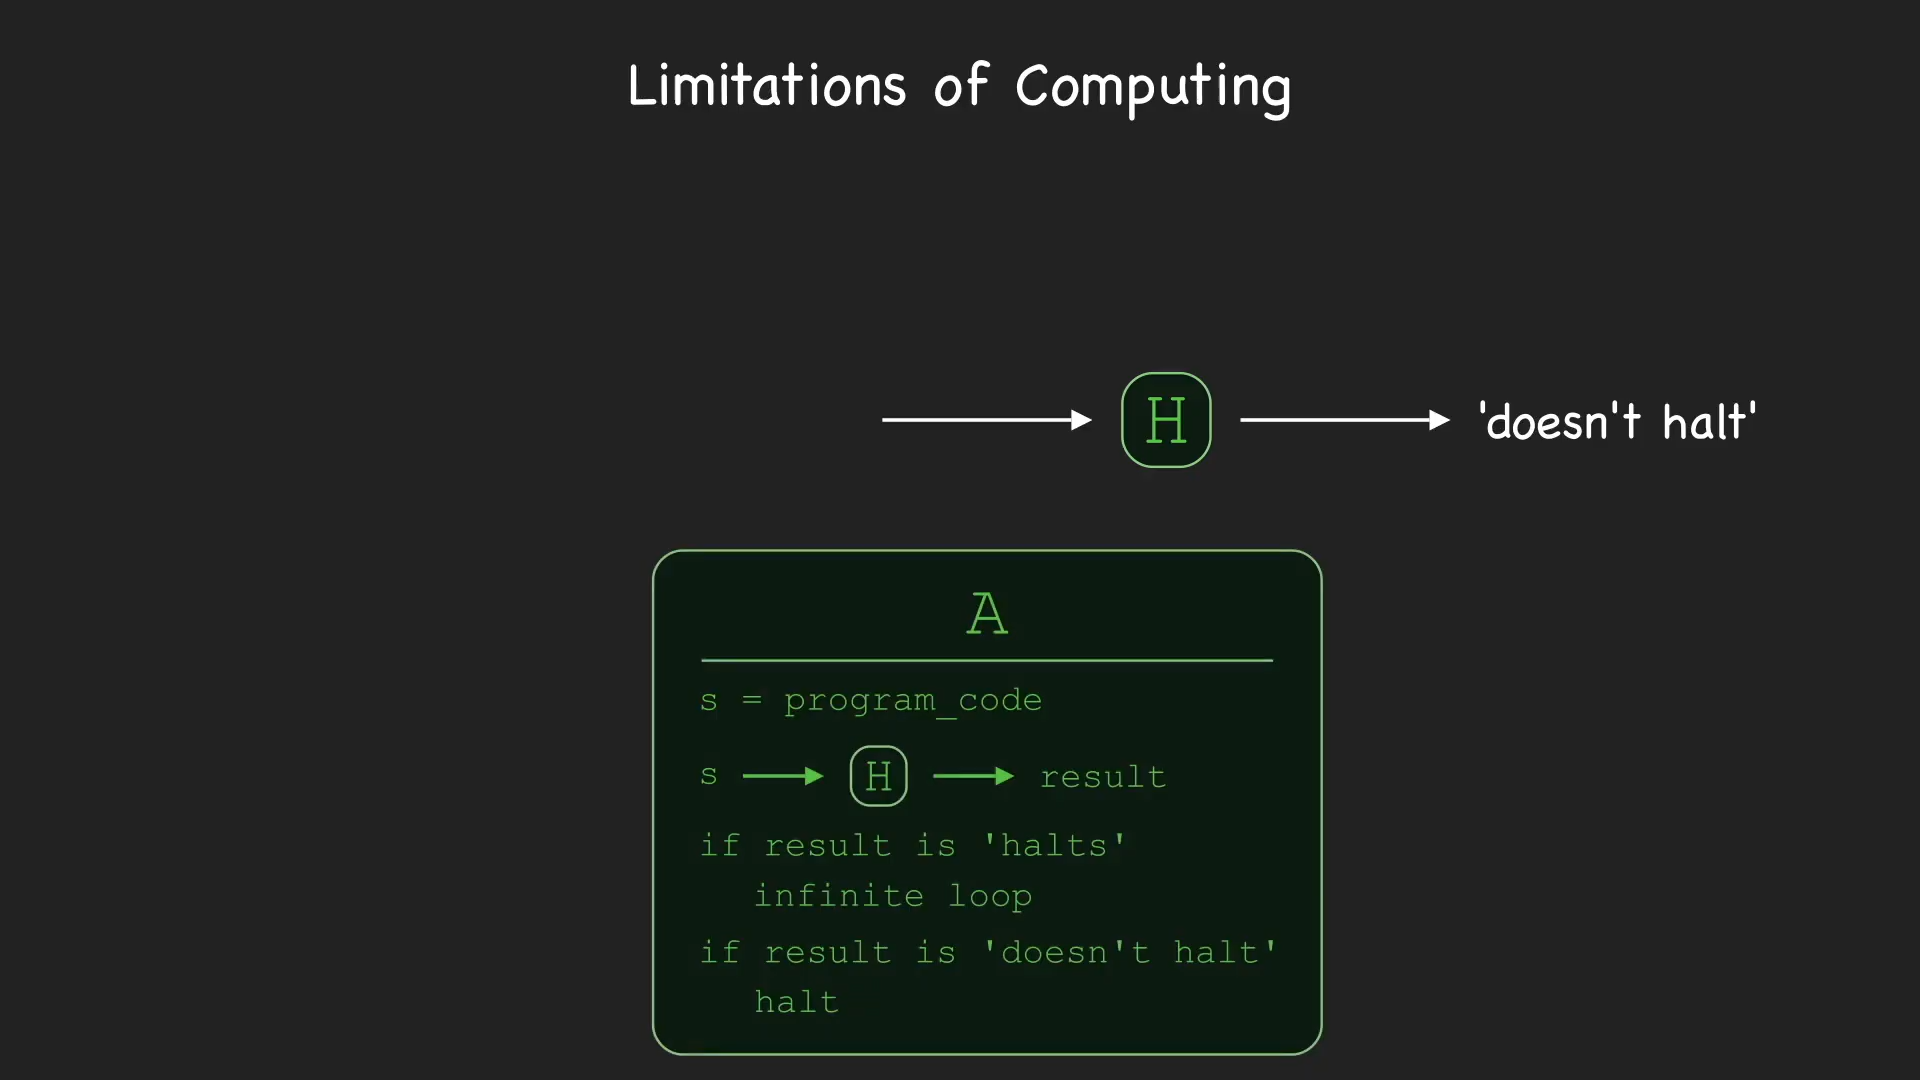 Limitations of Computing
H 'doesn't halt'
A
s = program_code
s H result
if result is 'halts'
infinite loop
if result is 'doesn't halt'
halt